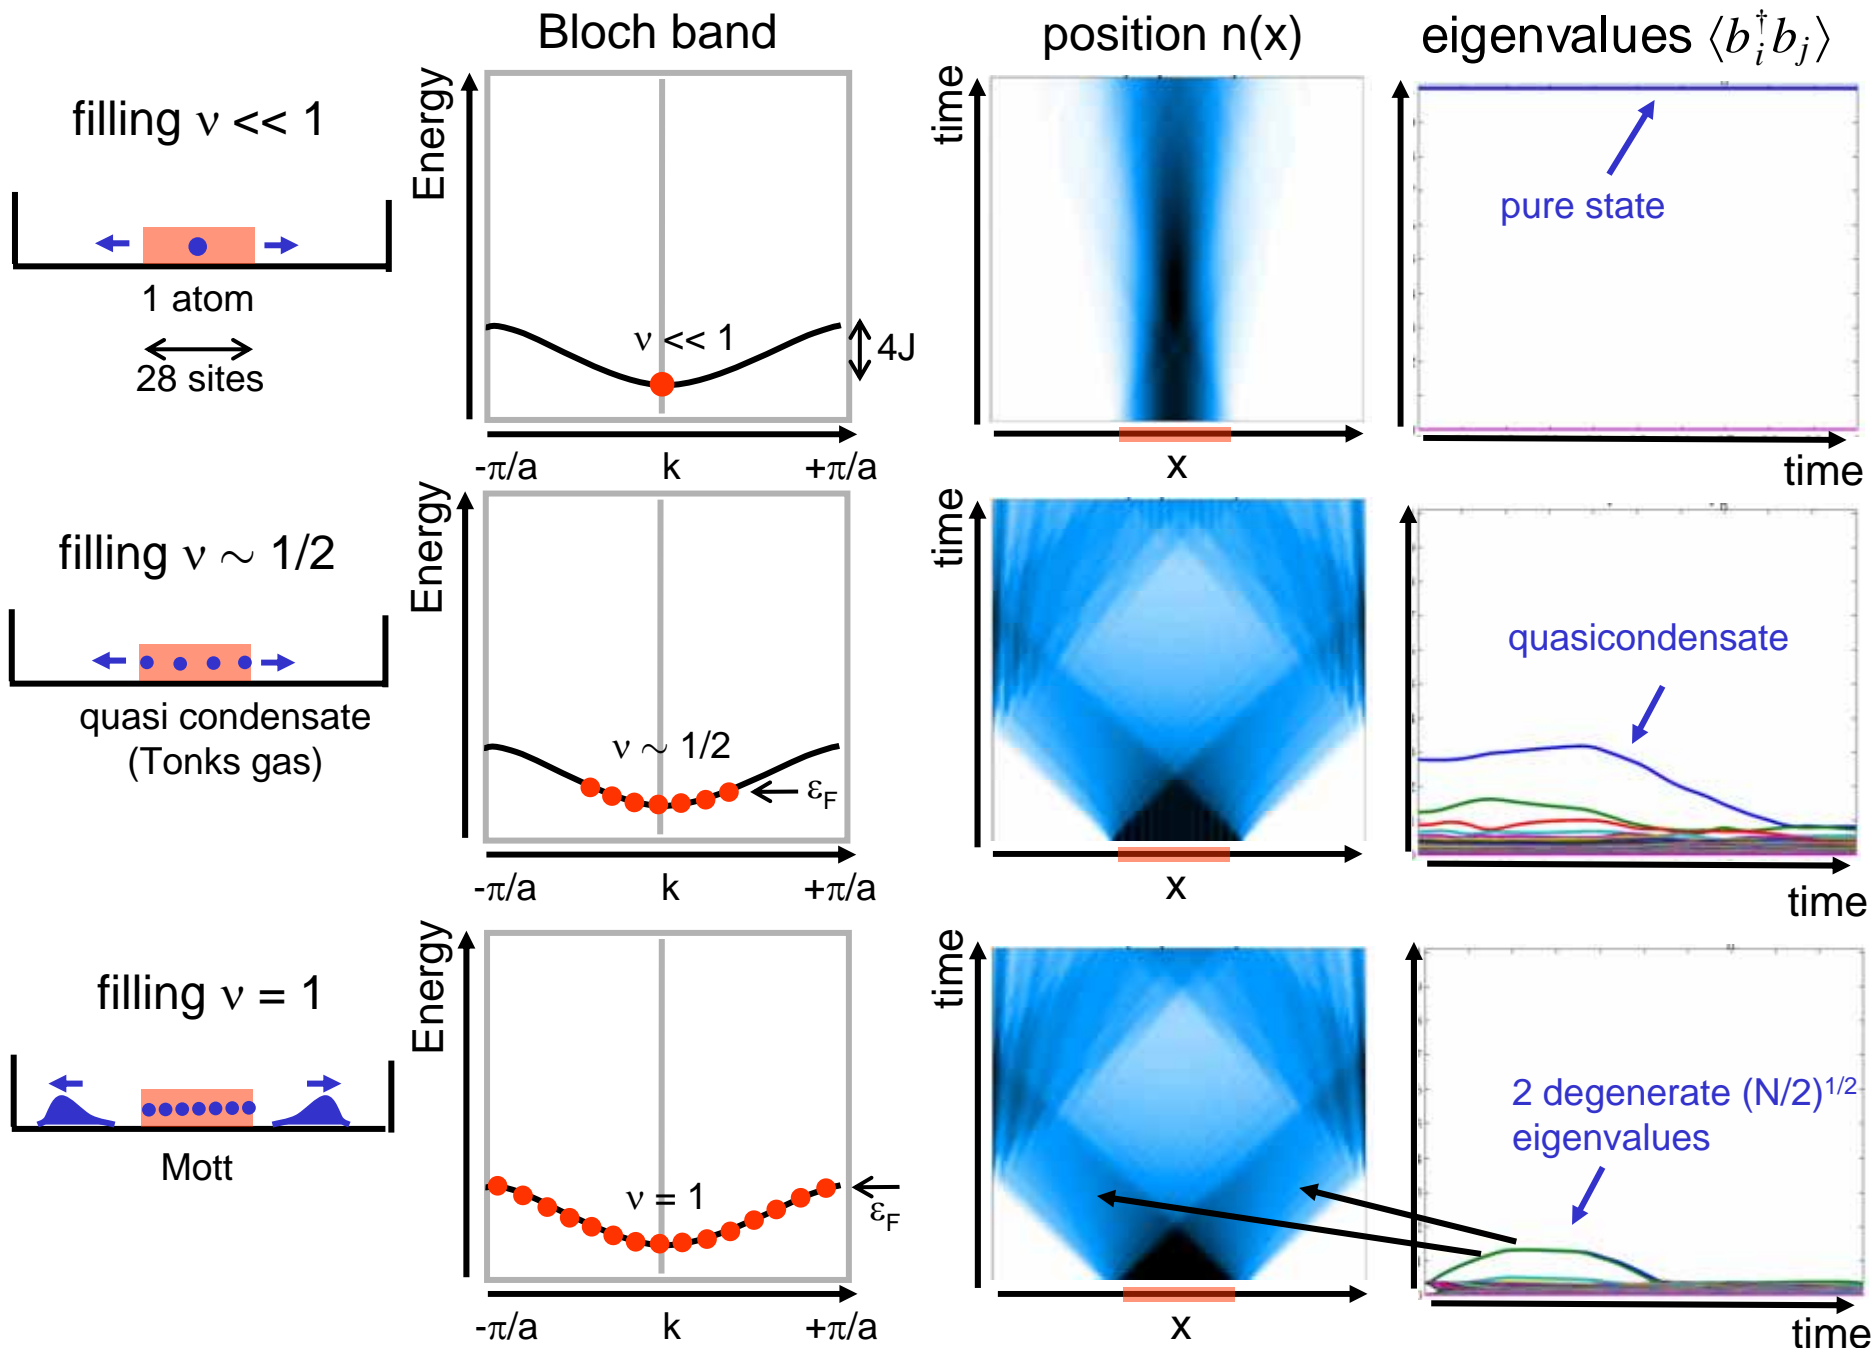 Bloch band
position n(x)
eigenvalues ⟨b†i bj⟩
filling ν << 1
1 atom
28 sites
Energy
ν << 1
4J
-π/a
k
+π/a
time
x
pure state
time
filling ν ∼ 1/2
quasi condensate
(Tonks gas)
Energy
ν ∼ 1/2
εF
-π/a
k
+π/a
time
x
quasicondensate
time
filling ν = 1
Mott
Energy
ν = 1
εF
-π/a
k
+π/a
time
x
2 degenerate (N/2)1/2
eigenvalues
time